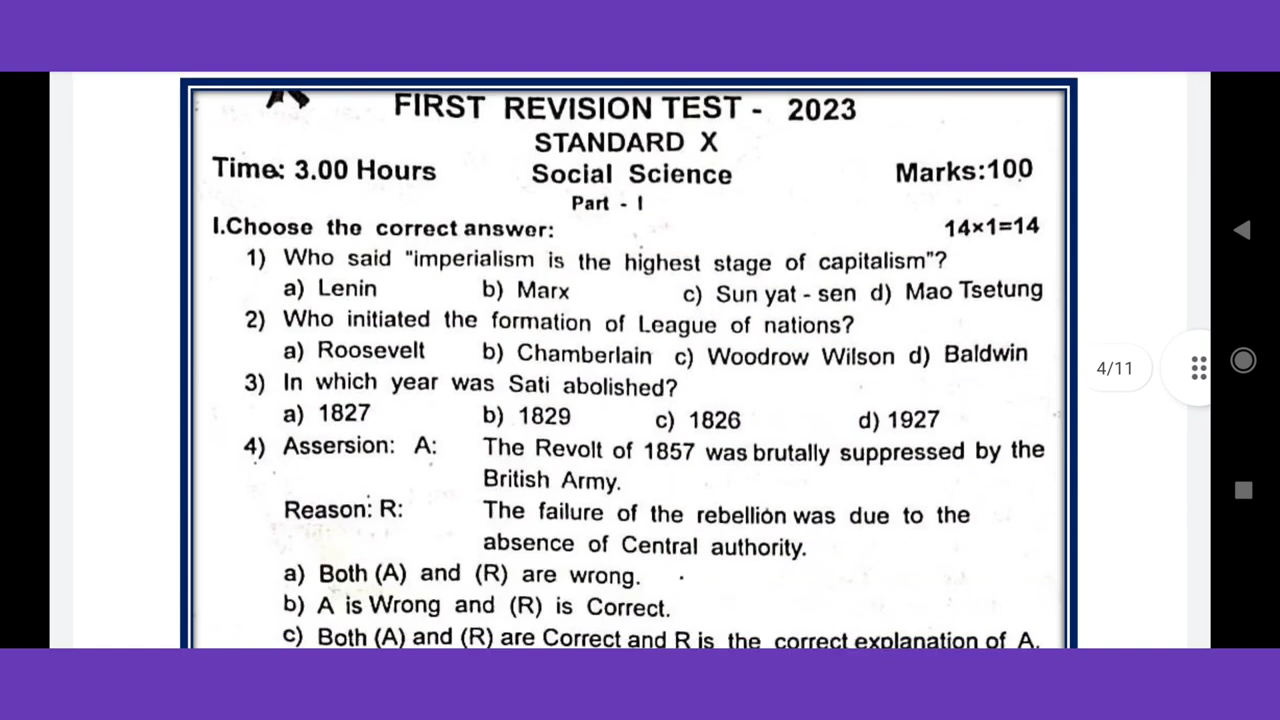 FIRST REVISION TEST - 2023
STANDARD X
Time: 3.00 Hours Social Science Marks:100
Part - I
I.Choose the correct answer: 14×1=14
1) Who said "imperialism is the highest stage of capitalism"?
a) Lenin b) Marx c) Sun yat - sen d) Mao Tsetung
2) Who initiated the formation of League of nations?
a) Roosevelt b) Chamberlain c) Woodrow Wilson d) Baldwin
3) In which year was Sati abolished?
a) 1827 b) 1829 c) 1826 d) 1927
4) Assersion: A: The Revolt of 1857 was brutally suppressed by the
British Army.
Reason: R: The failure of the rebellion was due to the
absence of Central authority.
a) Both (A) and (R) are wrong.
b) A is Wrong and (R) is Correct.
c) Both (A) and (R) are Correct and R is the correct explanation of A.
4/11